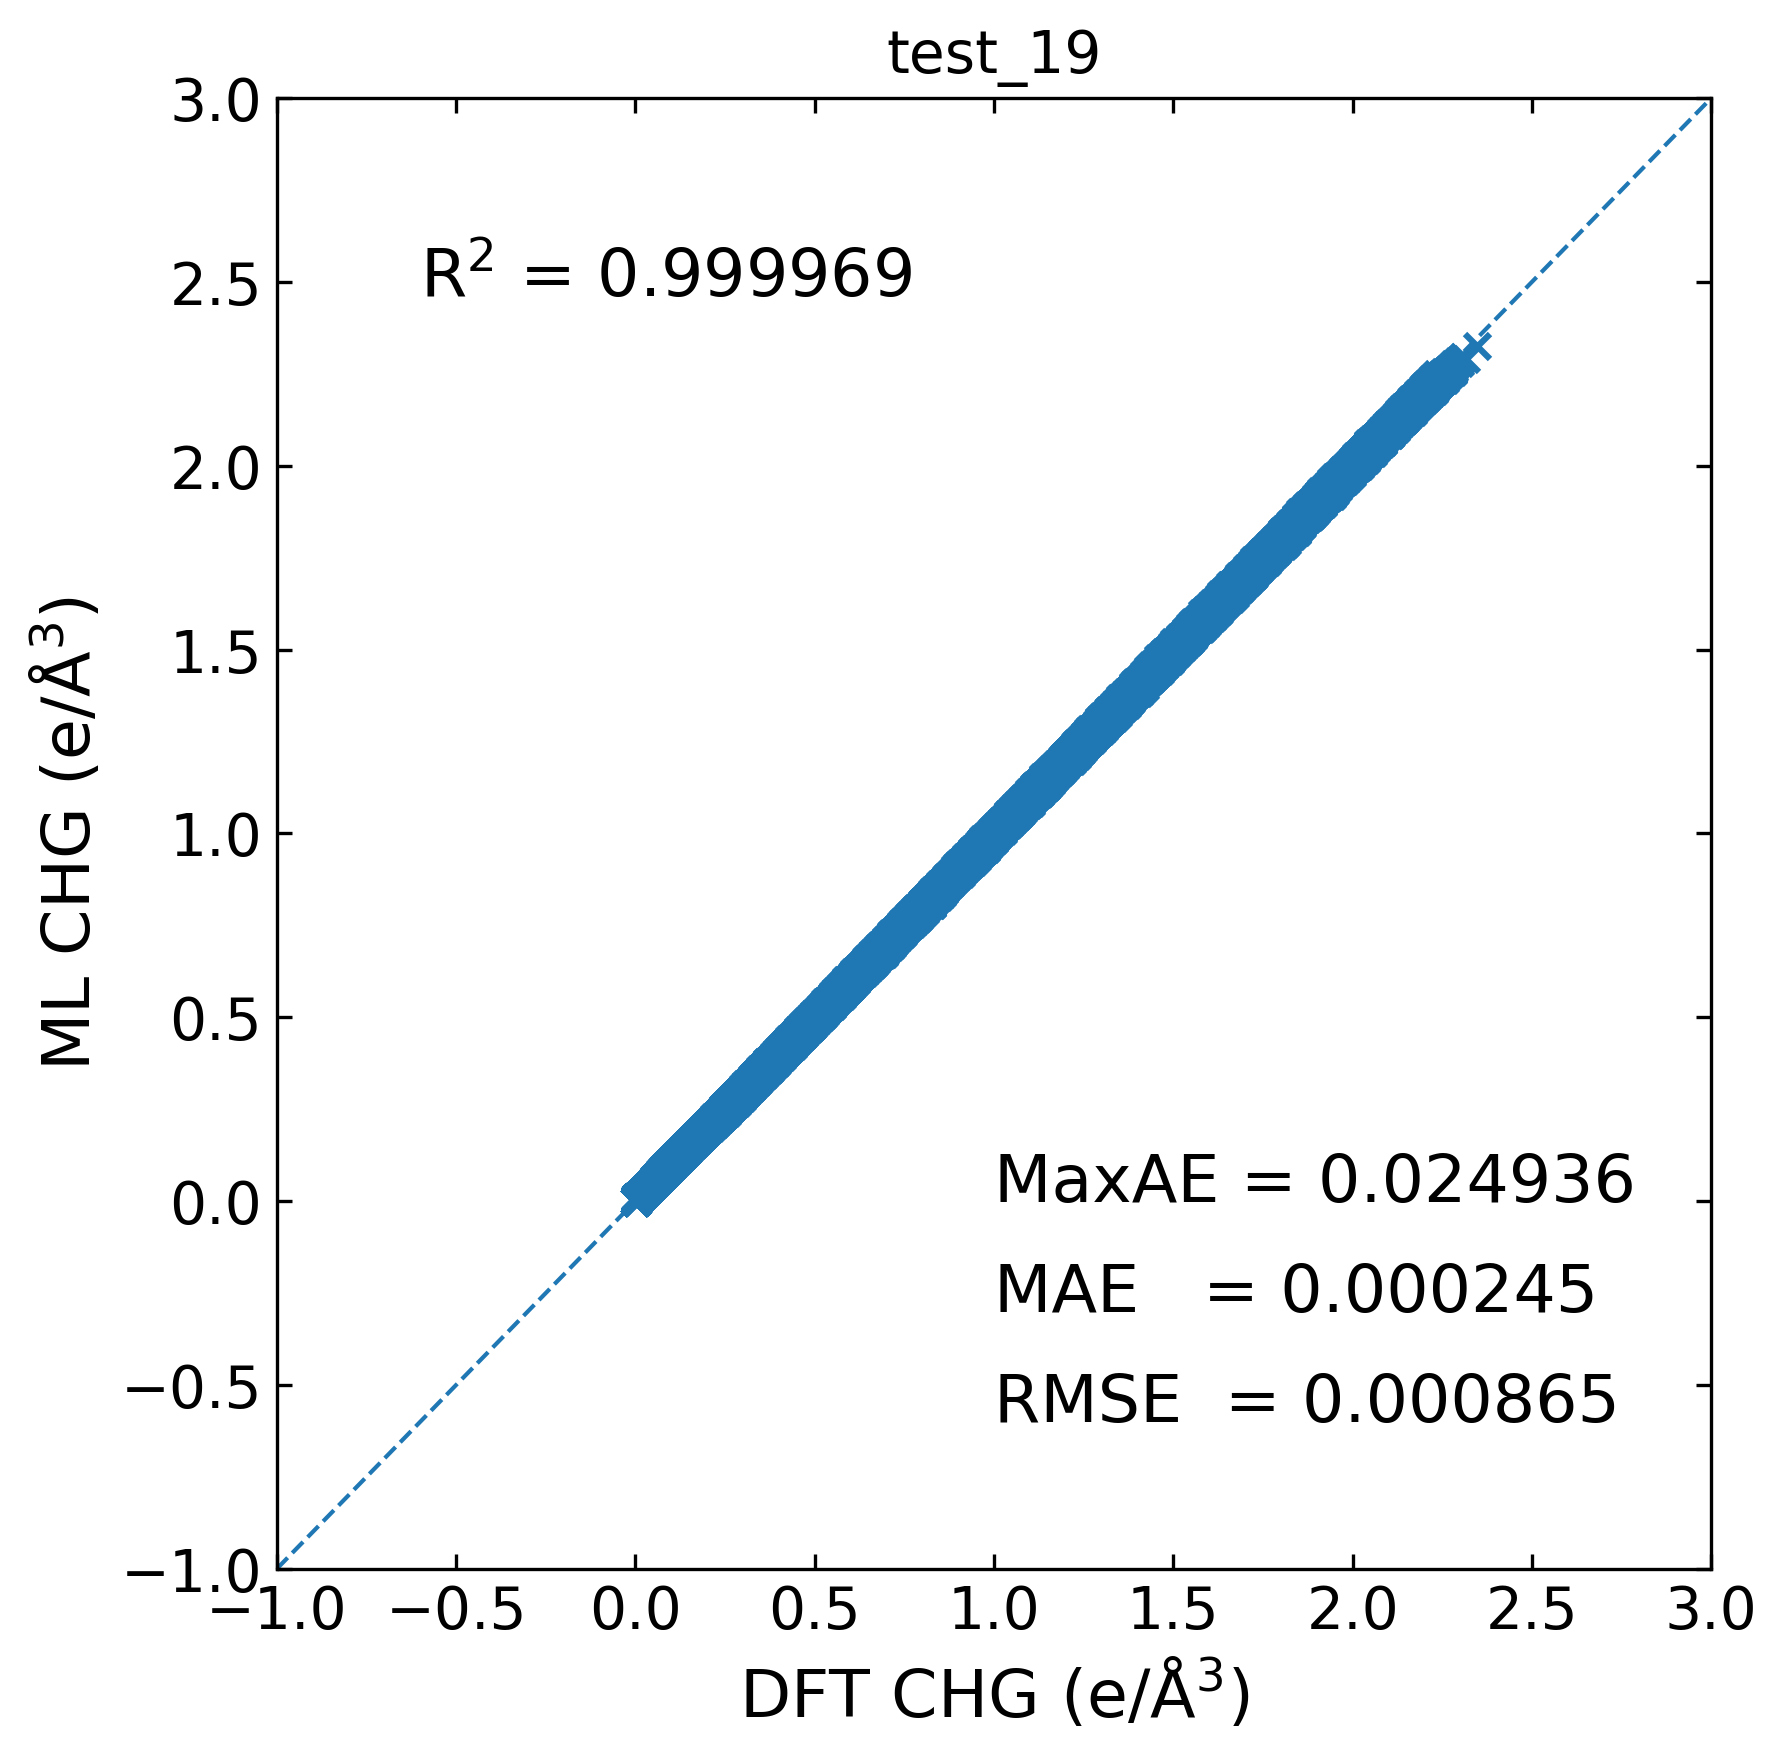 test_19
3.0
2.5
2.0
1.5
1.0
0.5
0.0
−0.5
−1.0
ML CHG (e/Å³)
R² = 0.999969
MaxAE = 0.024936
MAE = 0.000245
RMSE = 0.000865
−1.0 −0.5 0.0 0.5 1.0 1.5 2.0 2.5 3.0
DFT CHG (e/Å³)